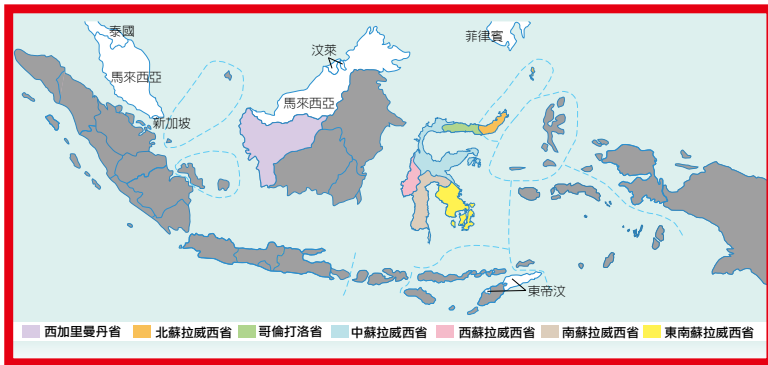 泰國
菲律賓
汶萊
馬來西亞
馬來西亞
新加坡
東帝汶
西加里曼丹省 北蘇拉威西省 哥倫打洛省 中蘇拉威西省 西蘇拉威西省 南蘇拉威西省 東南蘇拉威西省